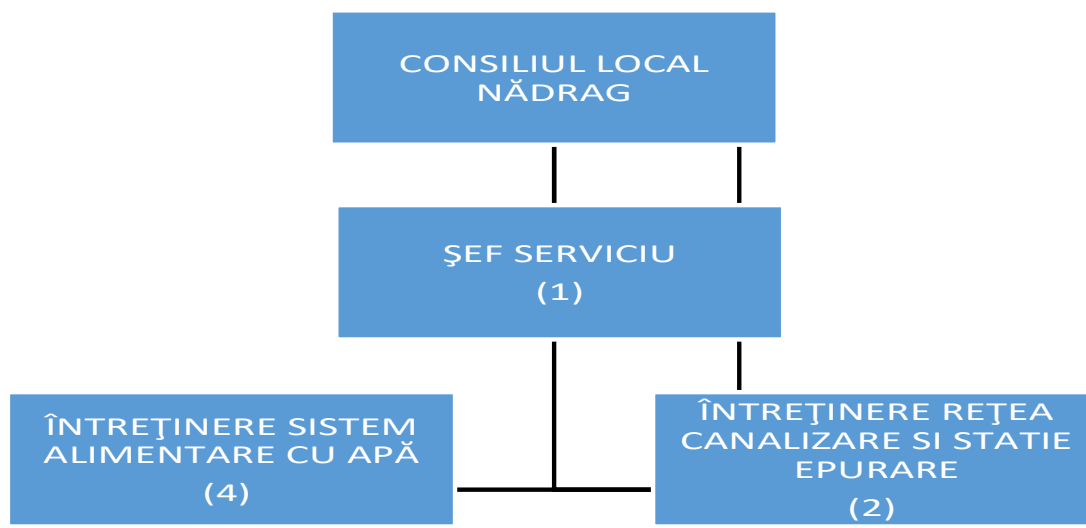 CONSILIUL LOCAL
NĂDRAG
ŞEF SERVICIU
(1)
ÎNTREŢINERE SISTEM
ALIMENTARE CU APĂ
(4)
ÎNTREŢINERE REŢEA
CANALIZARE SI STATIE
EPURARE
(2)